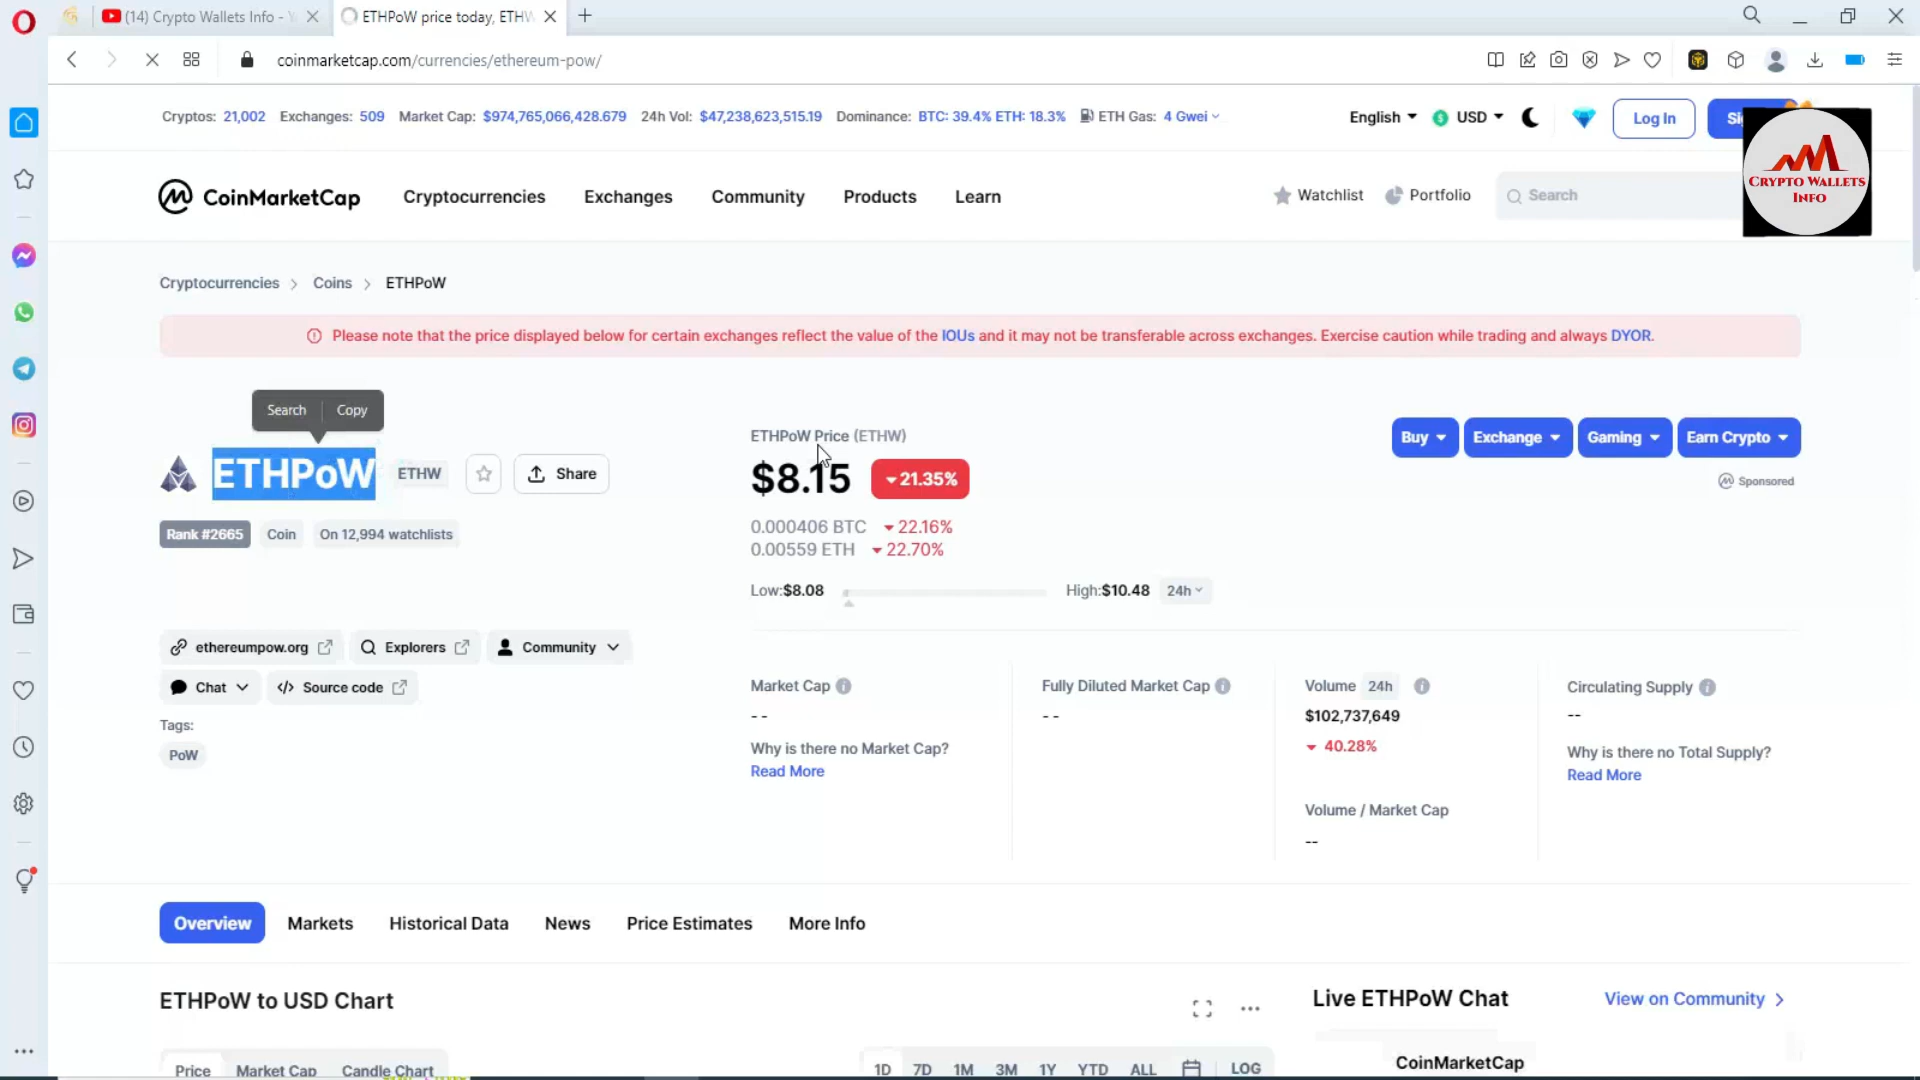 (14) Crypto Wallets Info - Y
ETHPoW price today, ETHW
coinmarketcap.com/currencies/ethereum-pow/
Cryptos: 21,002 Exchanges: 509 Market Cap: $974,765,066,428.679 24h Vol: $47,238,623,515.19 Dominance: BTC: 39.4% ETH: 18.3% ETH Gas: 4 Gwei
English USD Log In
CRYPTO WALLETS
INFO
CoinMarketCap Cryptocurrencies Exchanges Community Products Learn Watchlist Portfolio Search
Cryptocurrencies > Coins > ETHPoW
Please note that the price displayed below for certain exchanges reflect the value of the IOUs and it may not be transferable across exchanges. Exercise caution while trading and always DYOR.
Search Copy
ETHPoW ETHW Share
Rank #2665 Coin On 12,994 watchlists
ethereumpow.org Explorers Community
Chat Source code
Tags:
PoW
ETHPoW Price (ETHW)
$8.15 21.35%
0.000406 BTC 22.16%
0.00559 ETH 22.70%
Low:$8.08 High:$10.48 24h
Buy Exchange Gaming Earn Crypto
Sponsored
Market Cap
- -
Why is there no Market Cap?
Read More
Fully Diluted Market Cap
- -
Volume 24h
$102,737,649
40.28%
Volume / Market Cap
--
Circulating Supply
--
Why is there no Total Supply?
Read More
Overview Markets Historical Data News Price Estimates More Info
ETHPoW to USD Chart
Price Market Cap Candle Chart 1D 7D 1M 3M 1Y YTD ALL LOG
Live ETHPoW Chat View on Community >
CoinMarketCap